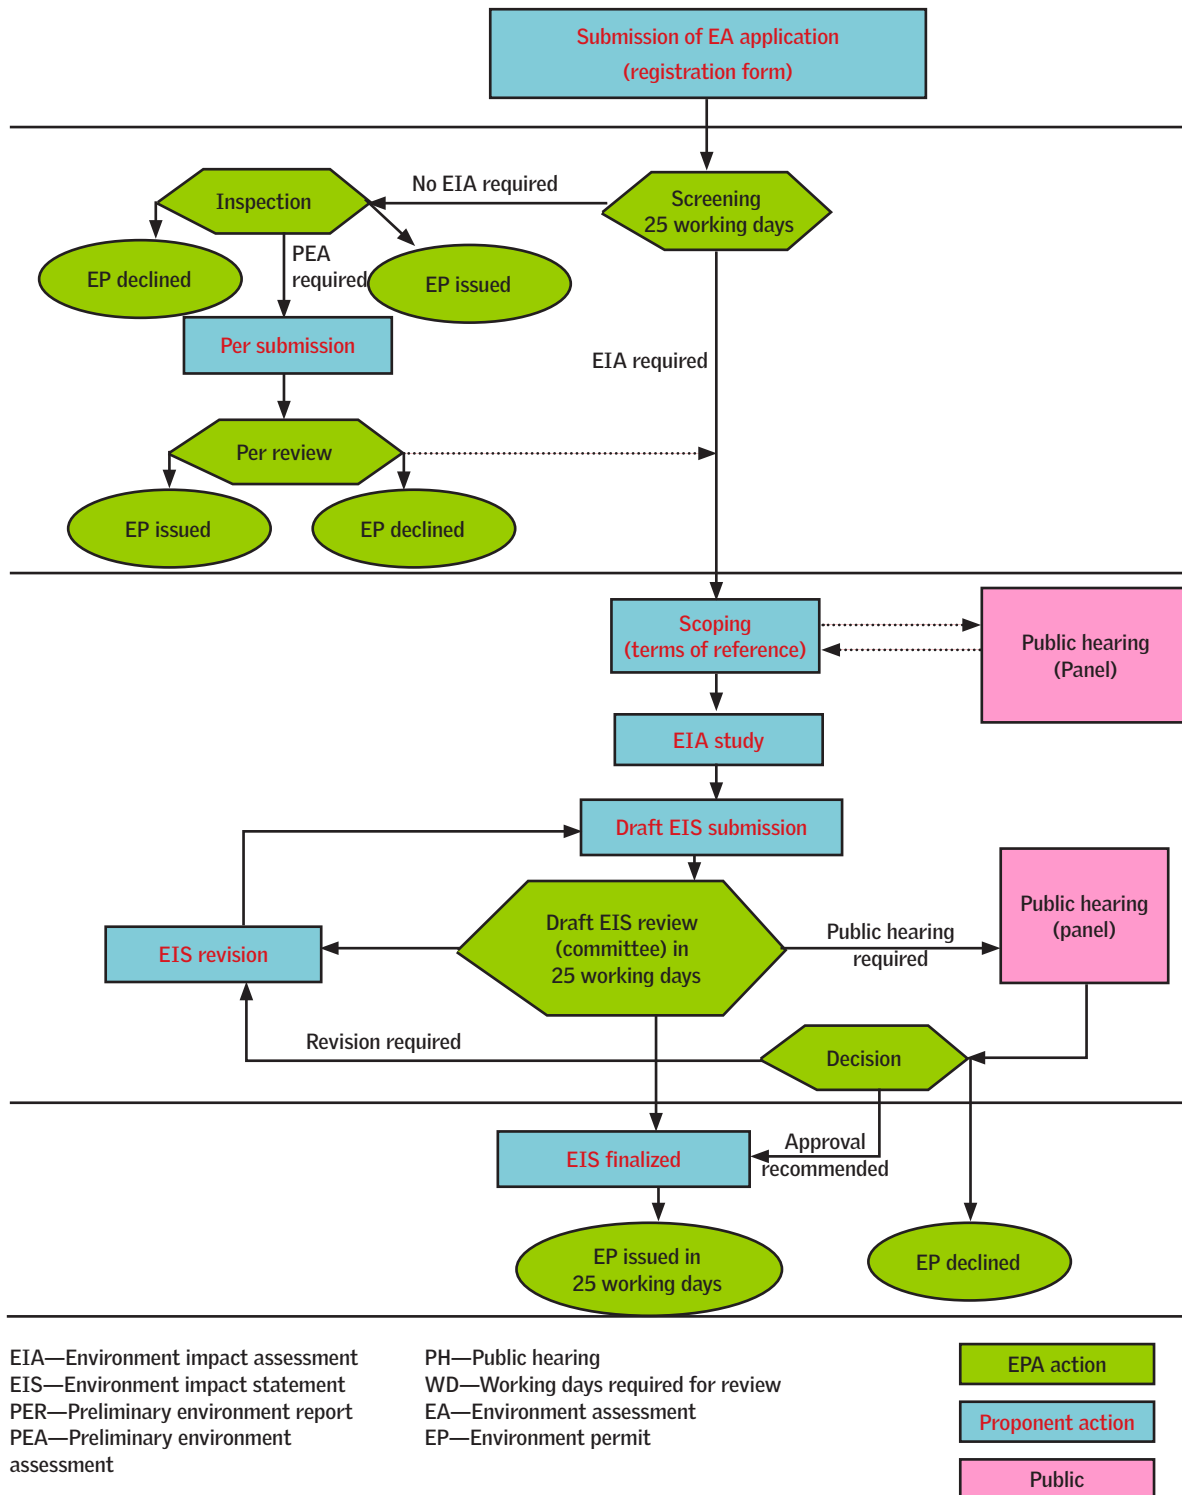 Submission of EA application
(registration form)
No EIA required
Inspection
Screening
25 working days
PEA
required
EP declined
EP issued
Per submission
EIA required
Per review
EP issued
EP declined
Scoping
(terms of reference)
Public hearing
(Panel)
EIA study
Draft EIS submission
Draft EIS review
(committee) in
25 working days
Public hearing
required
Public hearing
(panel)
EIS revision
Revision required
Decision
EIS finalized
Approval
recommended
EP issued in
25 working days
EP declined
EIA—Environment impact assessment
EIS—Environment impact statement
PER—Preliminary environment report
PEA—Preliminary environment
assessment
PH—Public hearing
WD—Working days required for review
EA—Environment assessment
EP—Environment permit
EPA action
Proponent action
Public